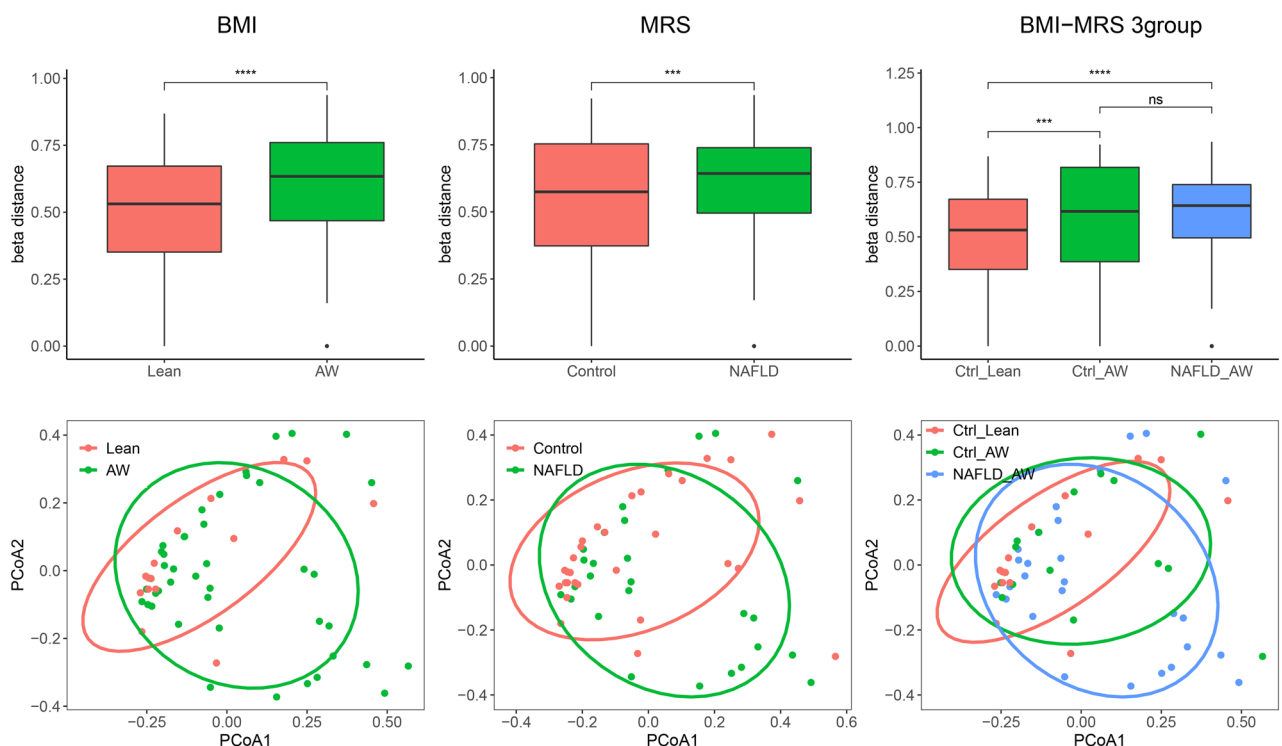 BMI
MRS
BMI−MRS 3group
beta distance
1.00
0.75
0.50
0.25
0.00
****
Lean
AW
beta distance
1.00
0.75
0.50
0.25
0.00
***
Control
NAFLD
beta distance
1.25
1.00
0.75
0.50
0.25
0.00
****
ns
***
Ctrl_Lean
Ctrl_AW
NAFLD_AW
PCoA2
0.4
0.2
0.0
−0.2
−0.4
Lean
AW
−0.25
0.00
0.25
0.50
PCoA1
PCoA2
0.4
0.2
0.0
−0.2
−0.4
Control
NAFLD
−0.4
−0.2
0.0
0.2
0.4
0.6
PCoA1
PCoA2
0.4
0.2
0.0
−0.2
−0.4
Ctrl_Lean
Ctrl_AW
NAFLD_AW
−0.25
0.00
0.25
0.50
PCoA1